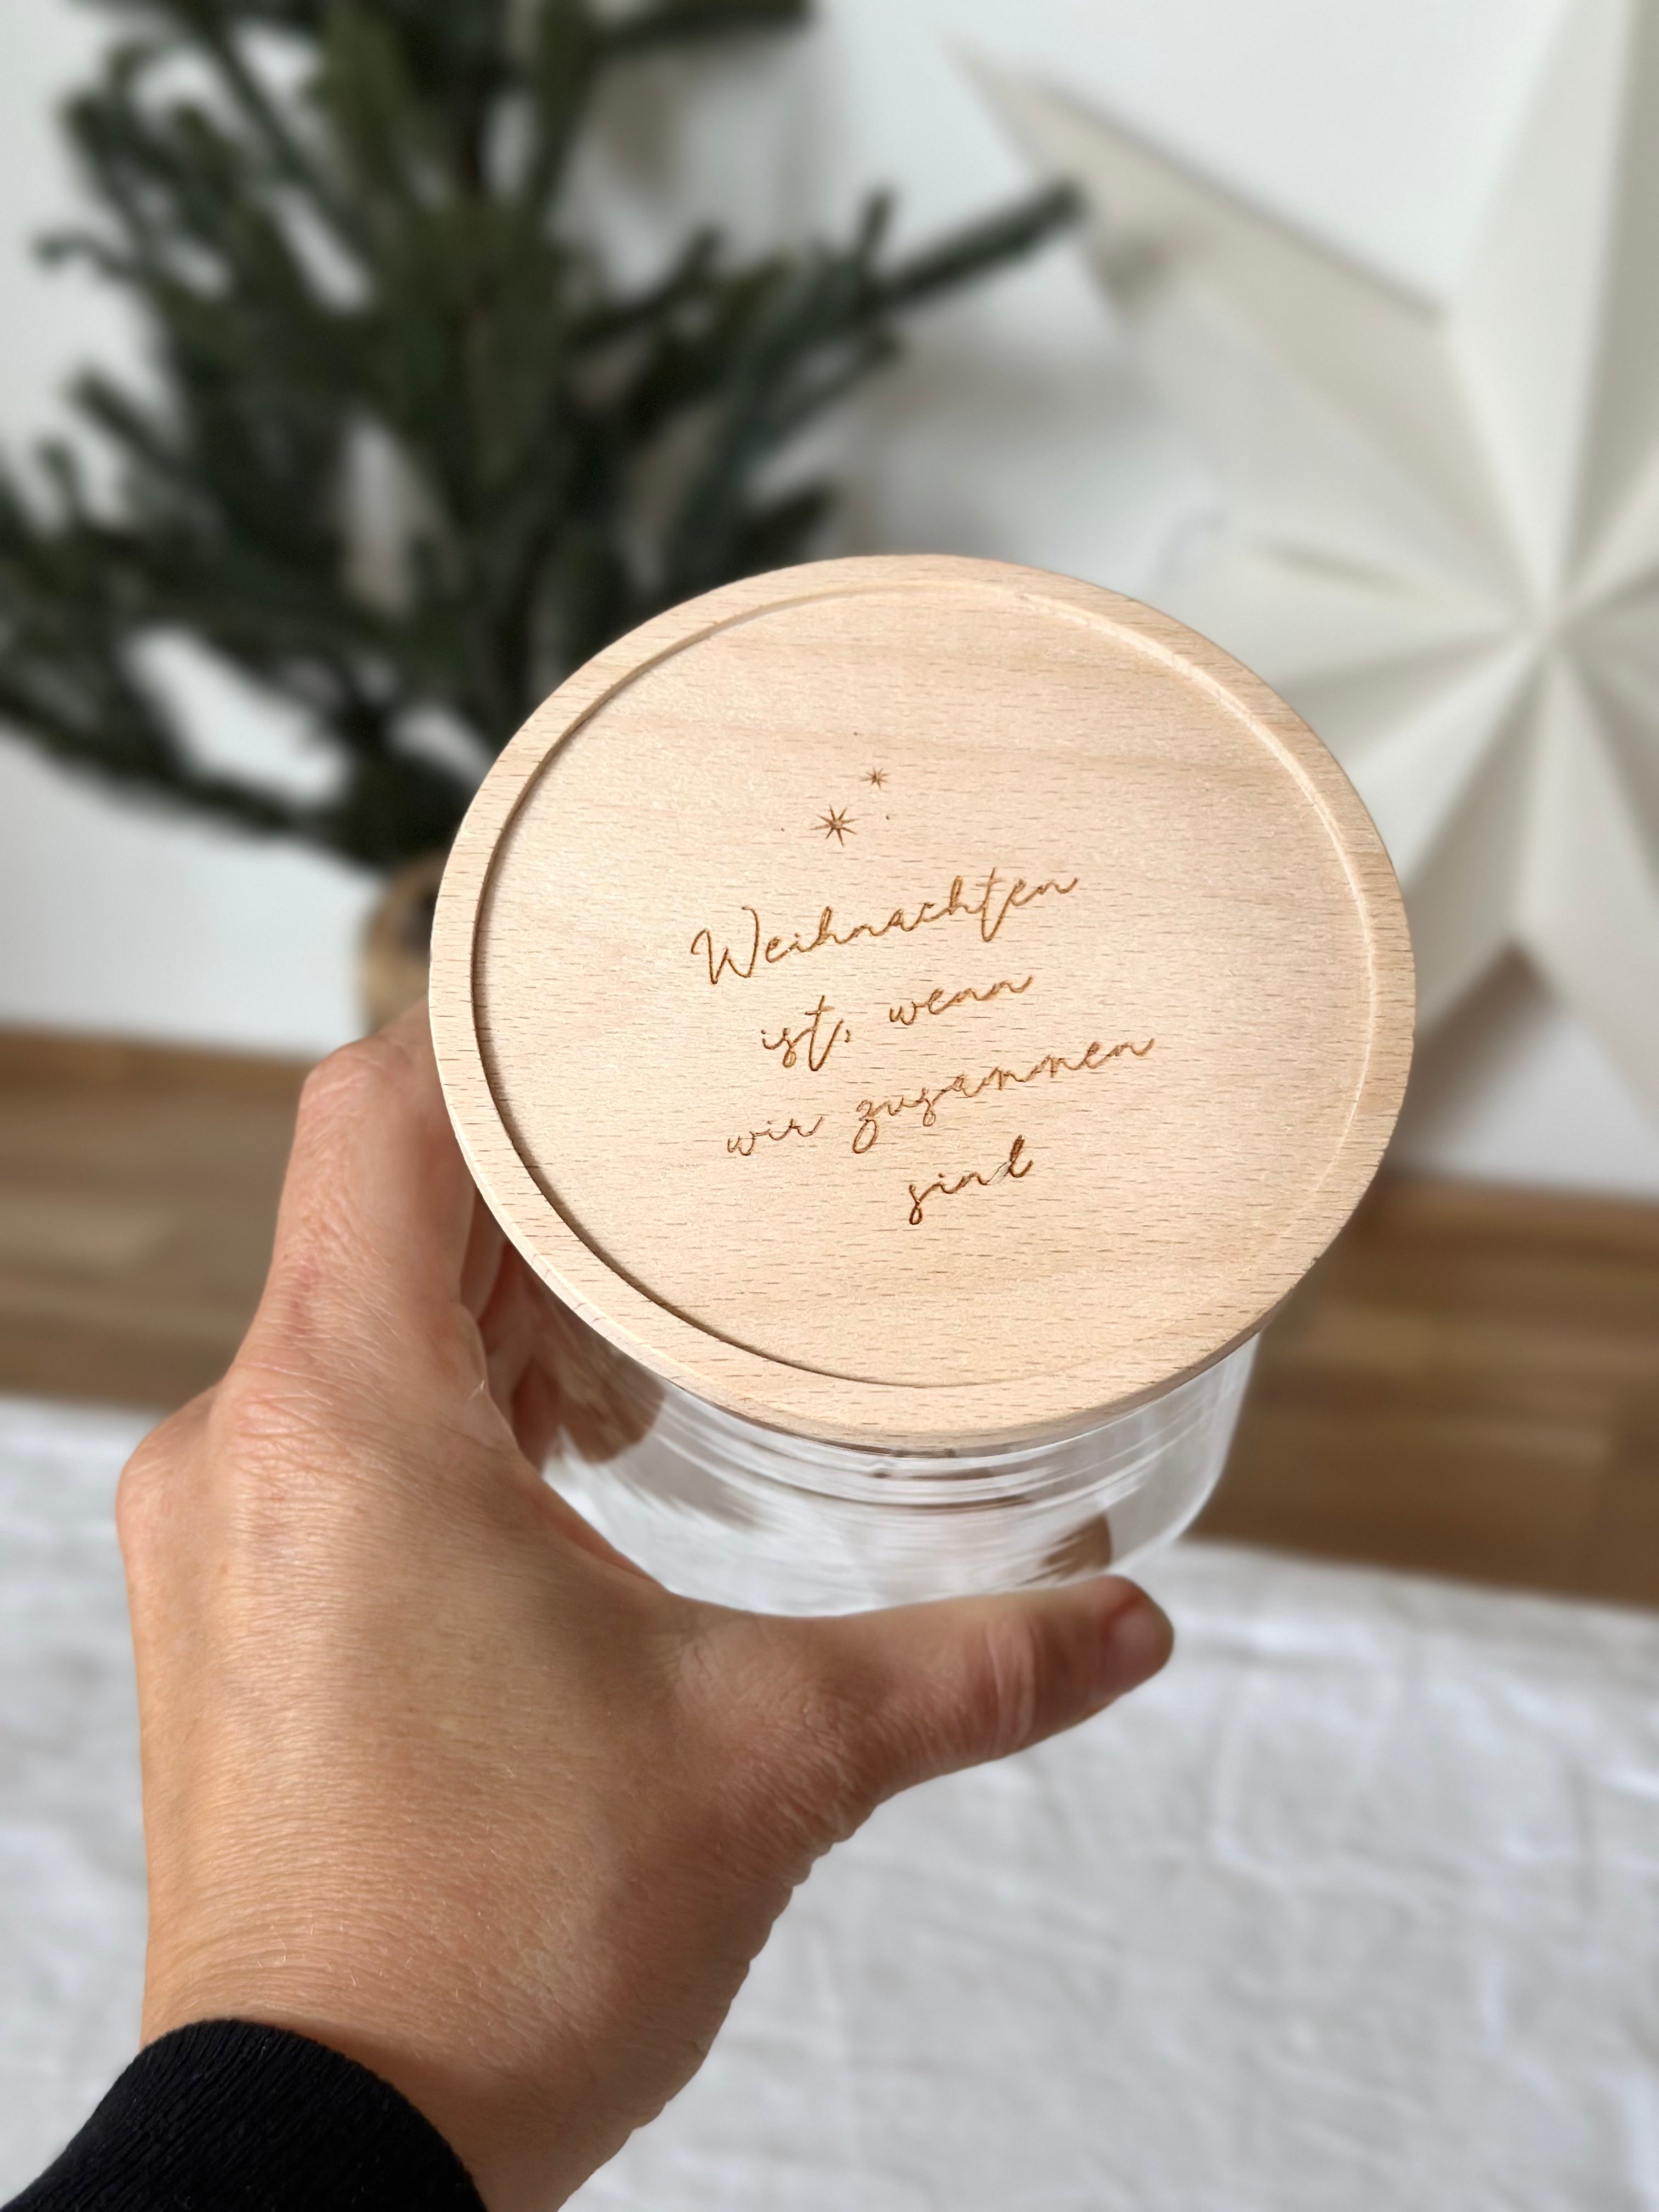 Weihnachten
ist, wenn
wir zusammen
sind